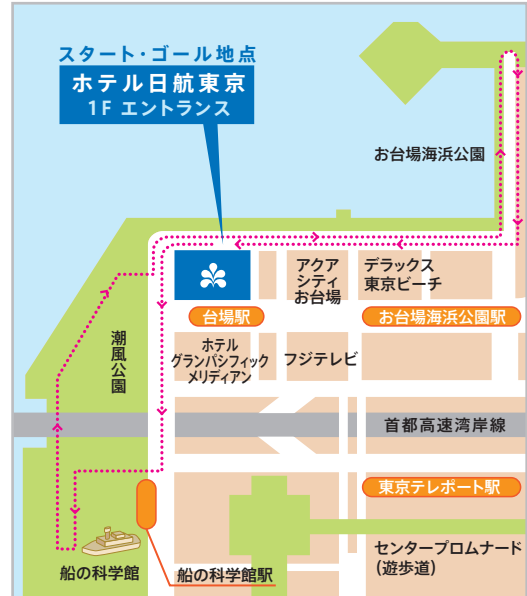 スタート・ゴール地点
ホテル日航東京
1F エントランス
お台場海浜公園
アクア
シティ
お台場
デラックス
東京ビーチ
台場駅
お台場海浜公園駅
潮風公園
ホテル
グランパシフィック
メリディアン
フジテレビ
首都高速湾岸線
東京テレポート駅
船の科学館
船の科学館駅
センタープロムナード
(遊歩道)